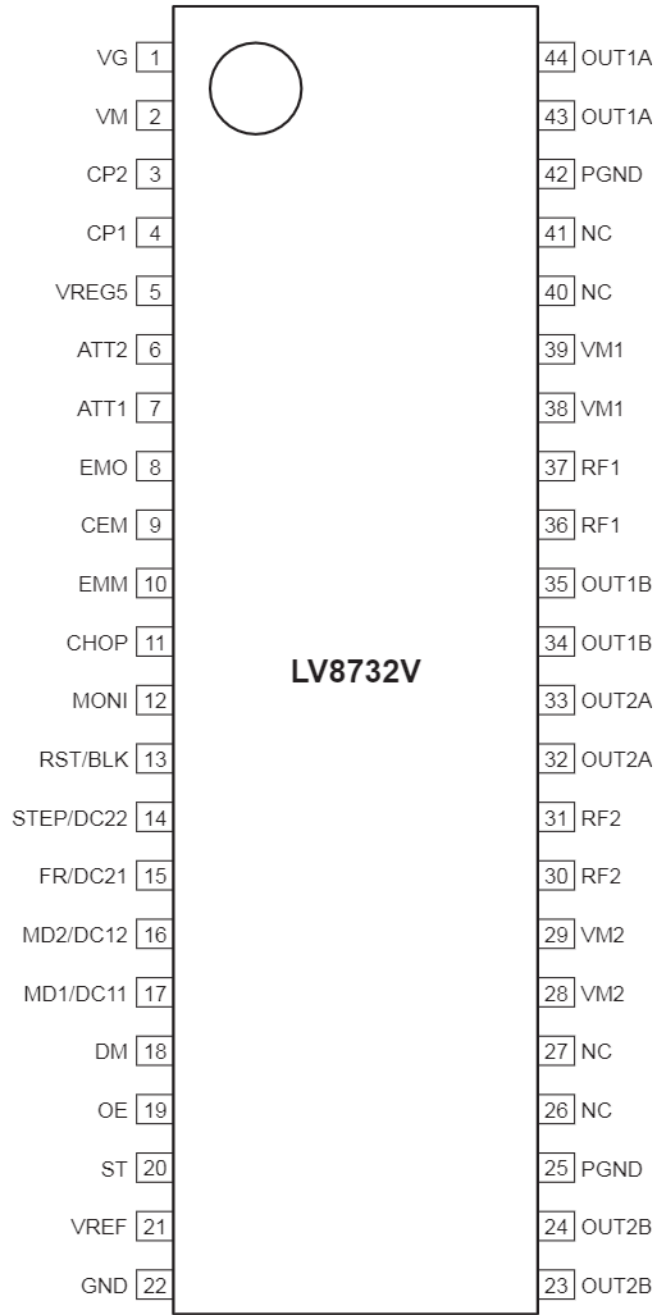 VG 1 44 OUT1A
VM 2 43 OUT1A
CP2 3 42 PGND
CP1 4 41 NC
VREG5 5 40 NC
ATT2 6 39 VM1
ATT1 7 38 VM1
EMO 8 37 RF1
CEM 9 36 RF1
EMM 10 35 OUT1B
CHOP 11 34 OUT1B
LV8732V
MONI 12 33 OUT2A
RST/BLK 13 32 OUT2A
STEP/DC22 14 31 RF2
FR/DC21 15 30 RF2
MD2/DC12 16 29 VM2
MD1/DC11 17 28 VM2
DM 18 27 NC
OE 19 26 NC
ST 20 25 PGND
VREF 21 24 OUT2B
GND 22 23 OUT2B